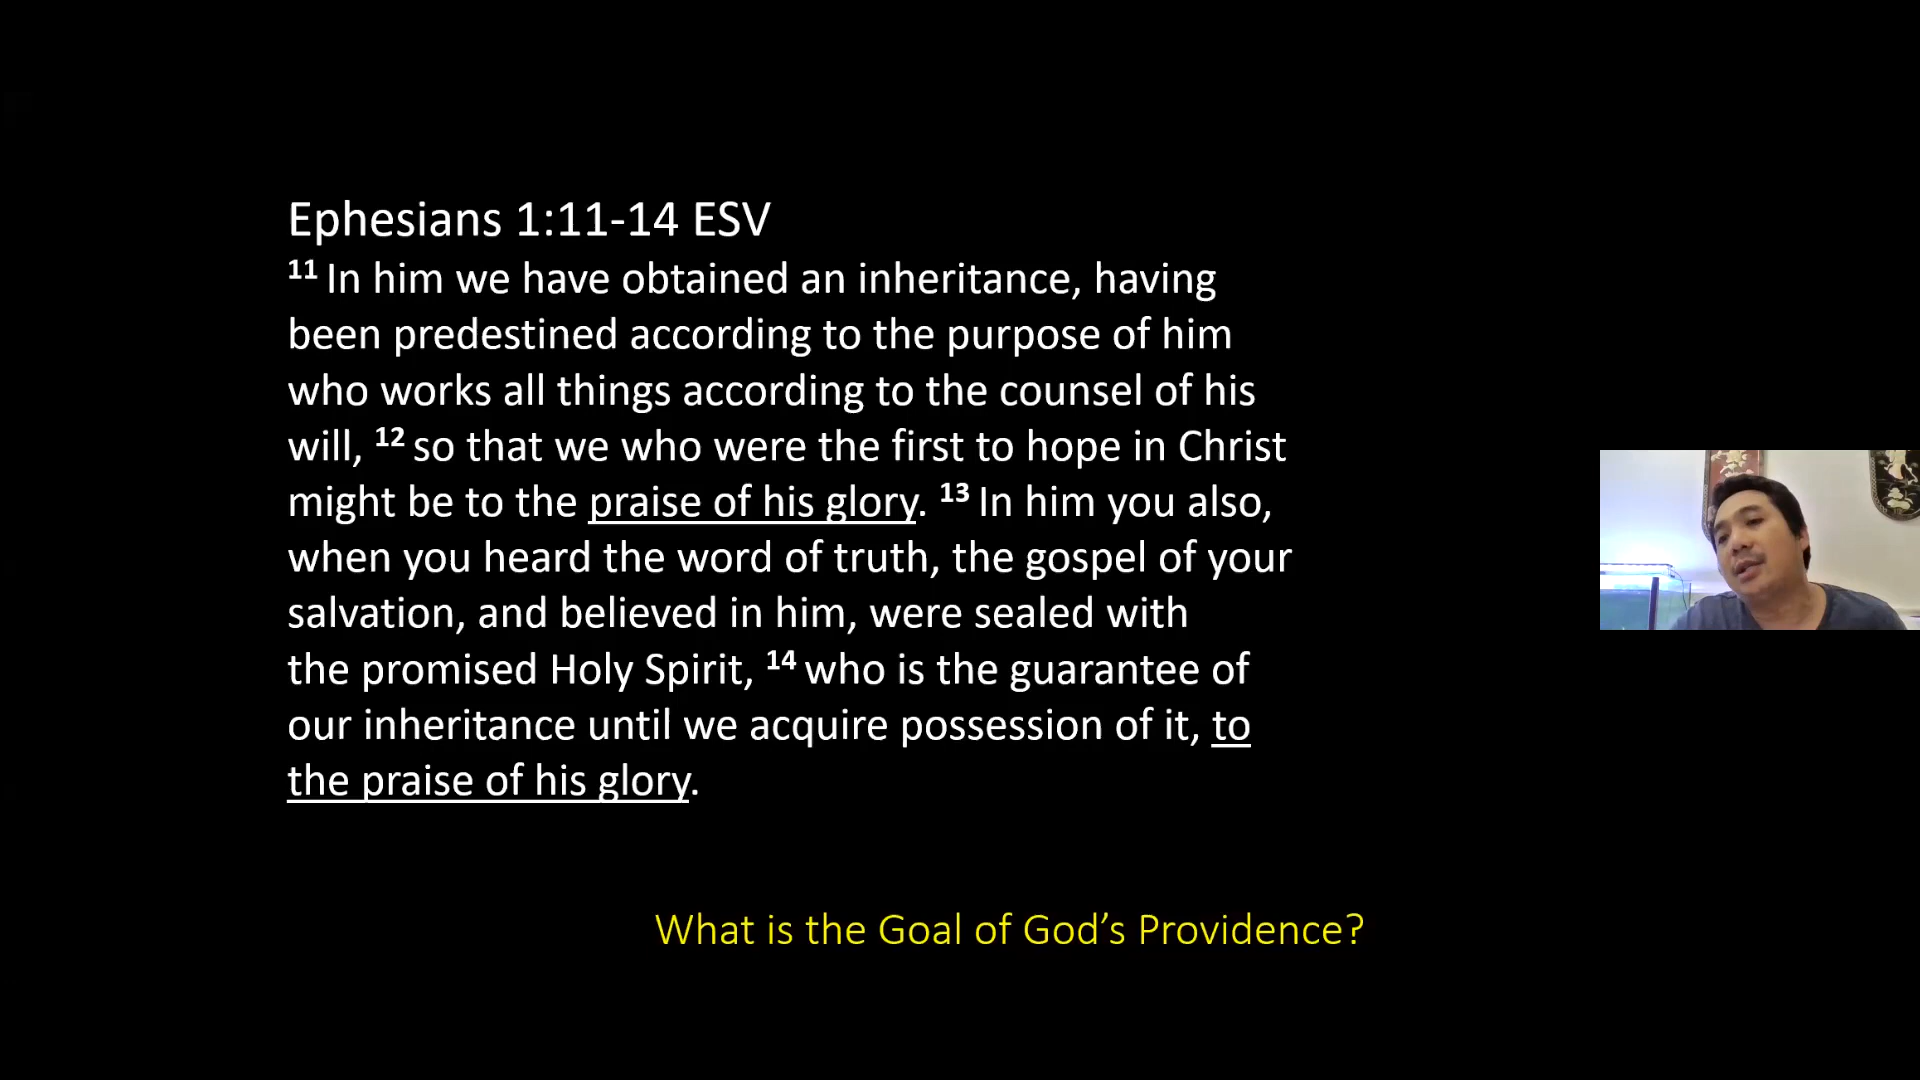 Ephesians 1:11-14 ESV
11 In him we have obtained an inheritance, having
been predestined according to the purpose of him
who works all things according to the counsel of his
will, 12 so that we who were the first to hope in Christ
might be to the praise of his glory. 13 In him you also,
when you heard the word of truth, the gospel of your
salvation, and believed in him, were sealed with
the promised Holy Spirit, 14 who is the guarantee of
our inheritance until we acquire possession of it, to
the praise of his glory.
What is the Goal of God’s Providence?